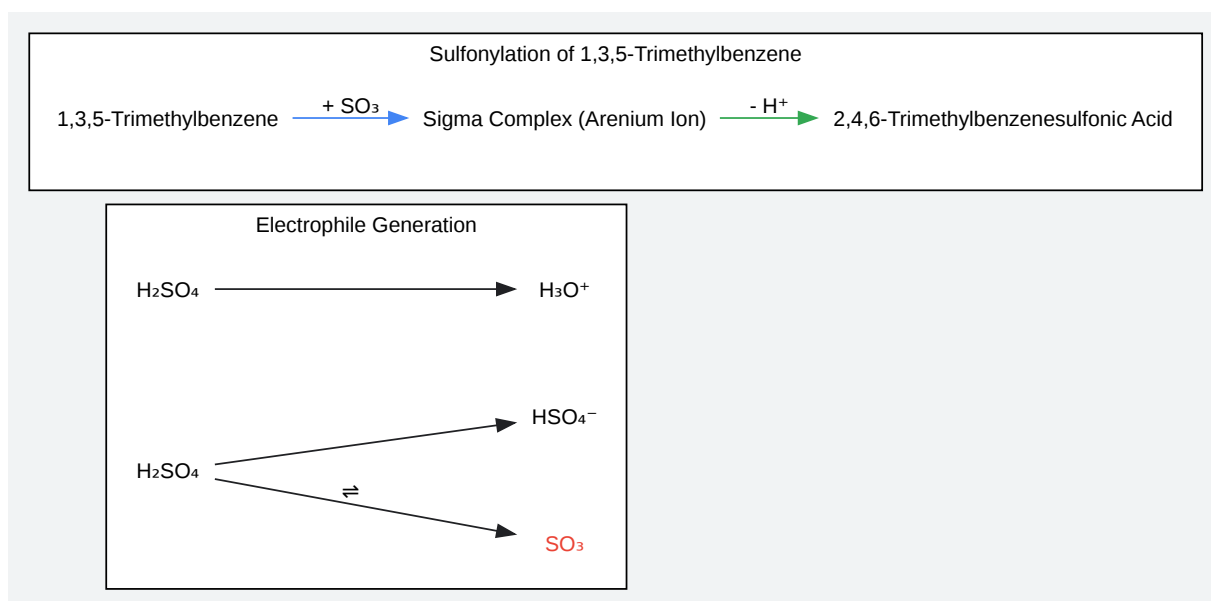 Sulfonylation of 1,3,5-Trimethylbenzene
1,3,5-Trimethylbenzene + SO₃ Sigma Complex (Arenium Ion) - H⁺ 2,4,6-Trimethylbenzenesulfonic Acid
Electrophile Generation
H₂SO₄ H₃O⁺
HSO₄⁻
H₂SO₄
⇌
SO₃